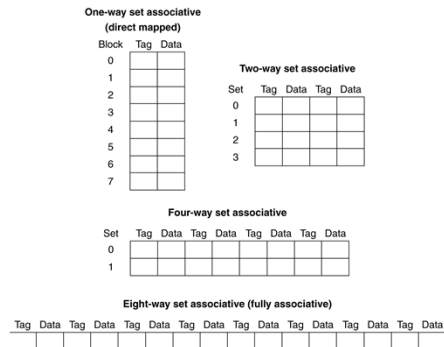 One-way set associative
(direct mapped)
Block Tag Data
0
1
2
3
4
5
6
7
Two-way set associative
Set Tag Data Tag Data
0
1
2
3
Four-way set associative
Set Tag Data Tag Data Tag Data Tag Data
0
1
Eight-way set associative (fully associative)
Tag Data Tag Data Tag Data Tag Data Tag Data Tag Data Tag Data Tag Data